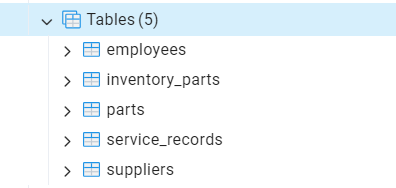 Tables (5)
employees
inventory_parts
parts
service_records
suppliers